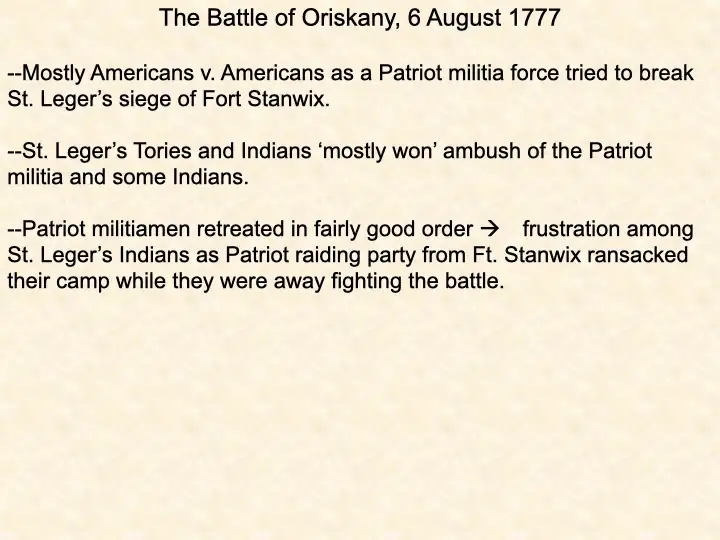 The Battle of Oriskany, 6 August 1777
--Mostly Americans v. Americans as a Patriot militia force tried to break
St. Leger’s siege of Fort Stanwix.
--St. Leger’s Tories and Indians ‘mostly won’ ambush of the Patriot
militia and some Indians.
--Patriot militiamen retreated in fairly good order → frustration among
St. Leger’s Indians as Patriot raiding party from Ft. Stanwix ransacked
their camp while they were away fighting the battle.